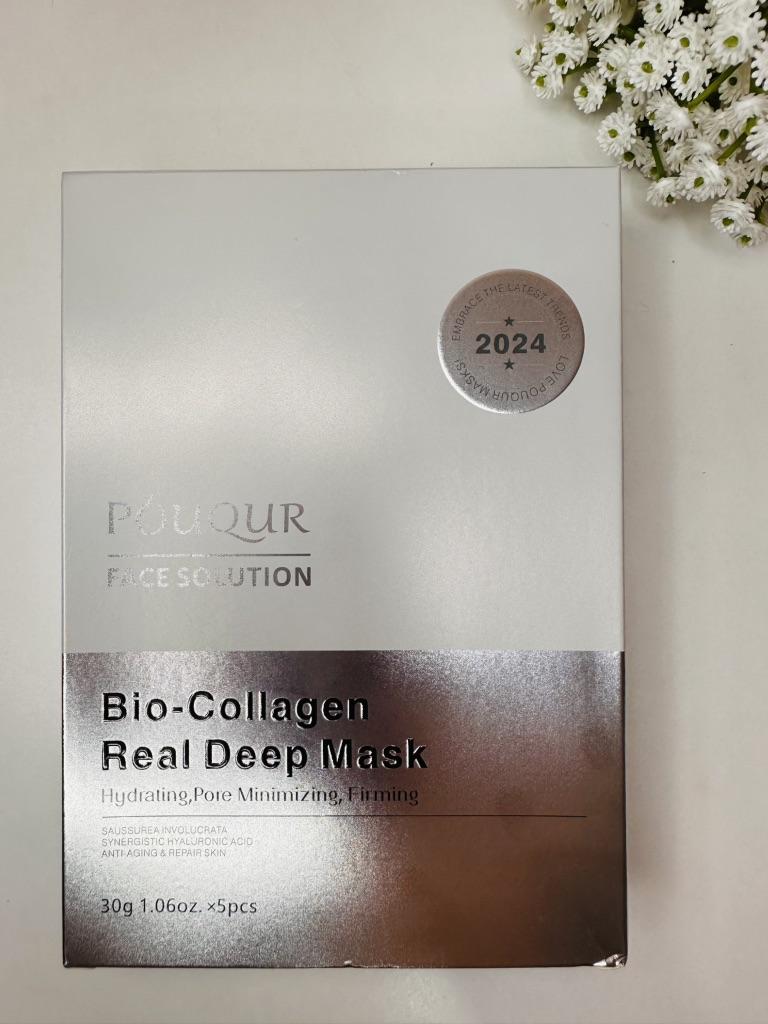 EMBRACE THE LATEST TRENDS
2024
LOVE POUQUR MASKS!
PÓUQUR
FACE SOLUTION
Bio-Collagen
Real Deep Mask
Hydrating,Pore Minimizing, Firming
SAUSSUREA INVOLUCRATA
SYNERGISTIC HYALURONIC ACID
ANTI-AGING & REPAIR SKIN
30g 1.06oz. ×5pcs